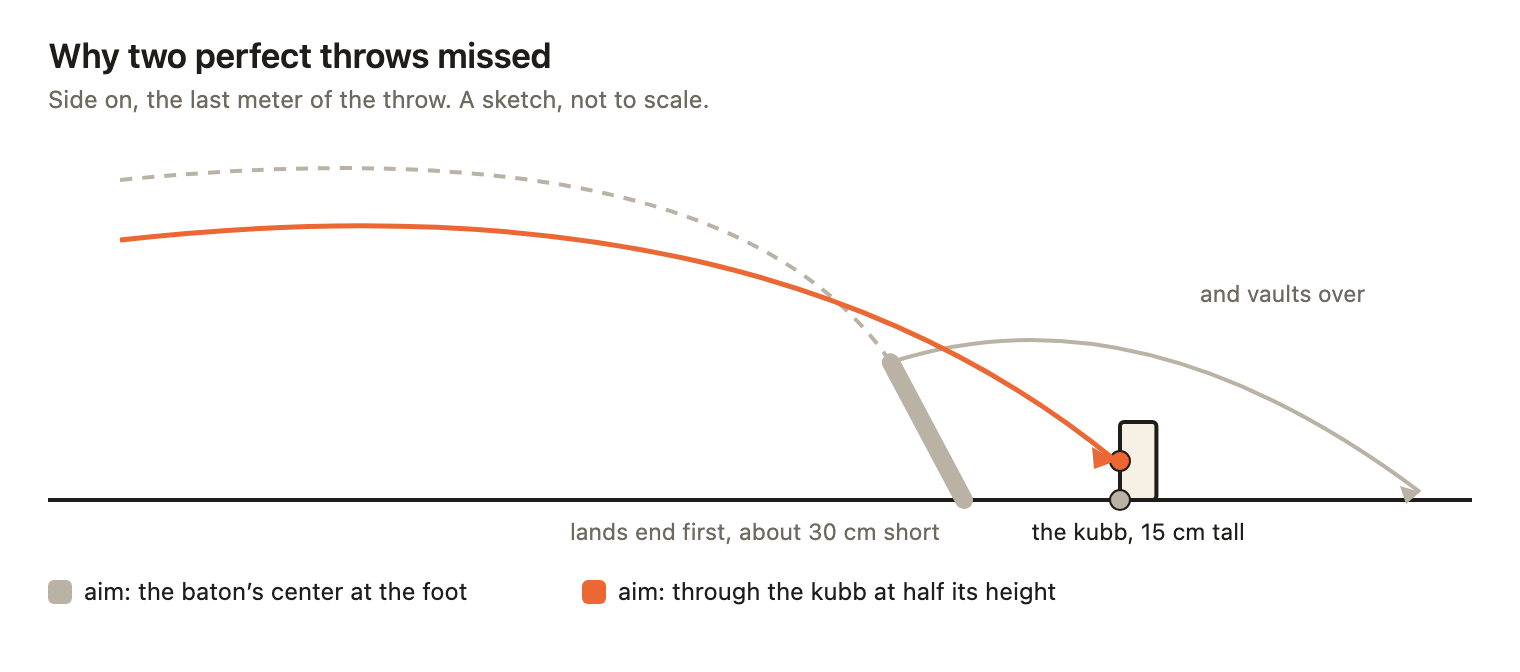 Why two perfect throws missed
Side on, the last meter of the throw. A sketch, not to scale.
and vaults over
lands end first, about 30 cm short
the kubb, 15 cm tall
aim: the baton’s center at the foot
aim: through the kubb at half its height